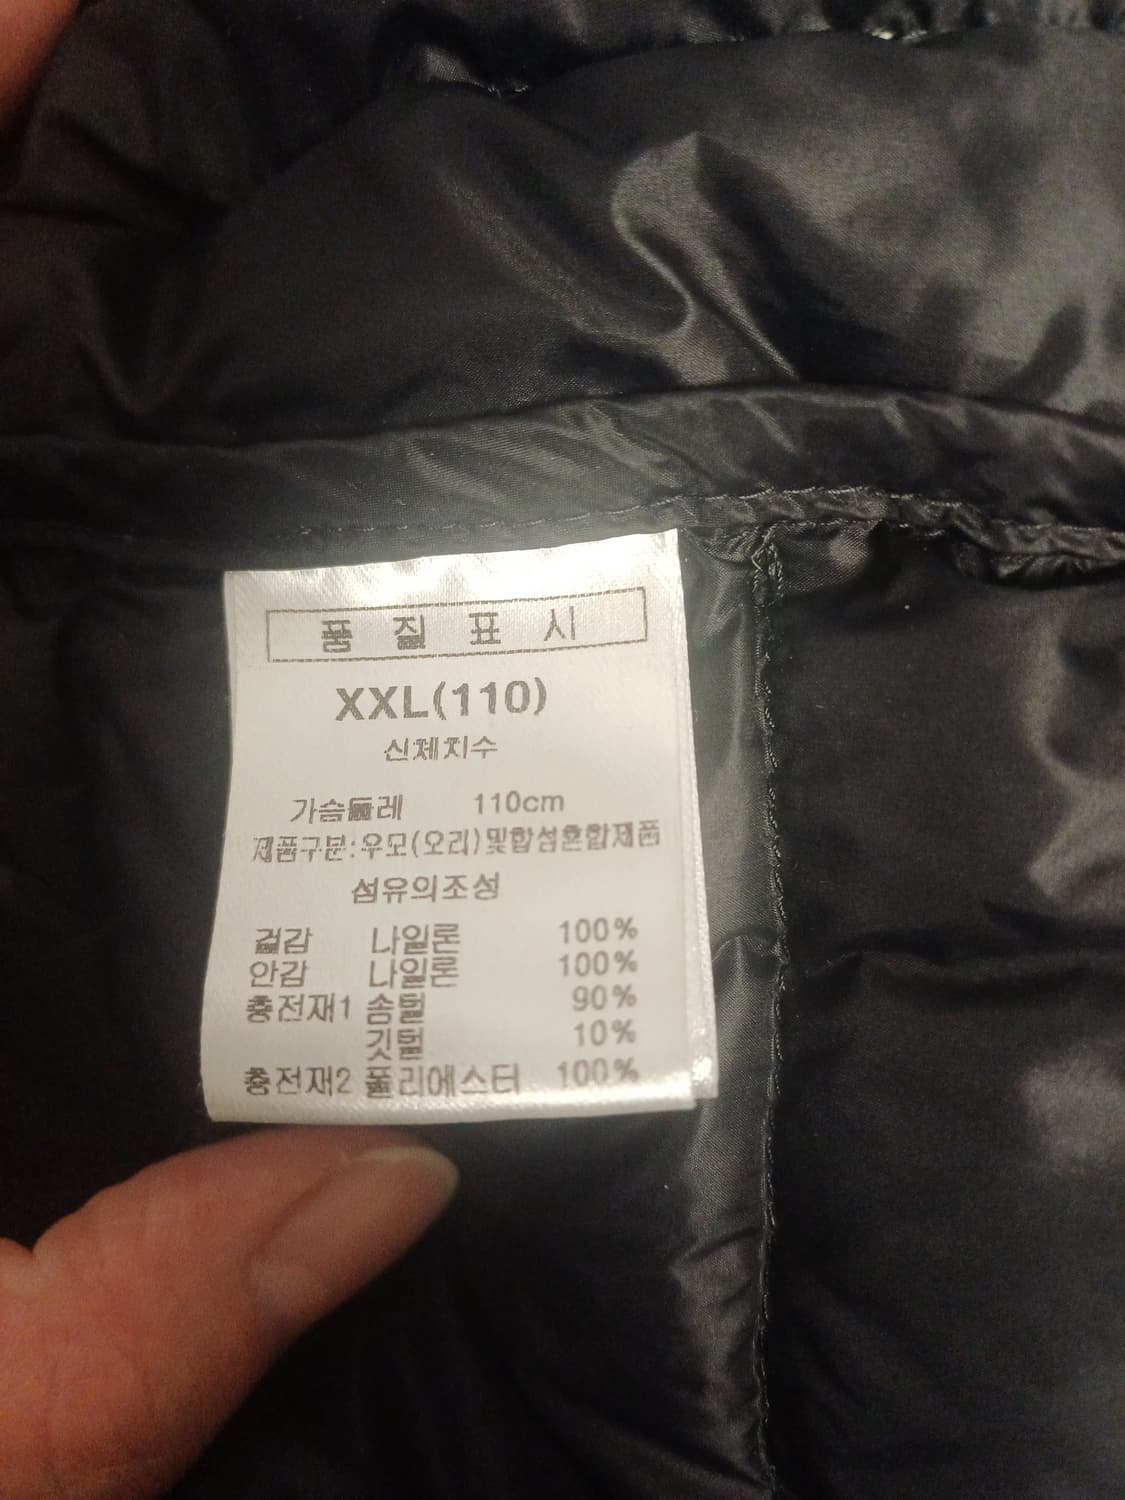 품 질 표 시
XXL(110)
신체치수
가슴둘레 110cm
제품구분:우모(오리)및합성혼합제품
섬유의조성
겉감 나일론 100%
안감 나일론 100%
충전재1 솜털 90%
깃털 10%
충전재2 폴리에스터 100%